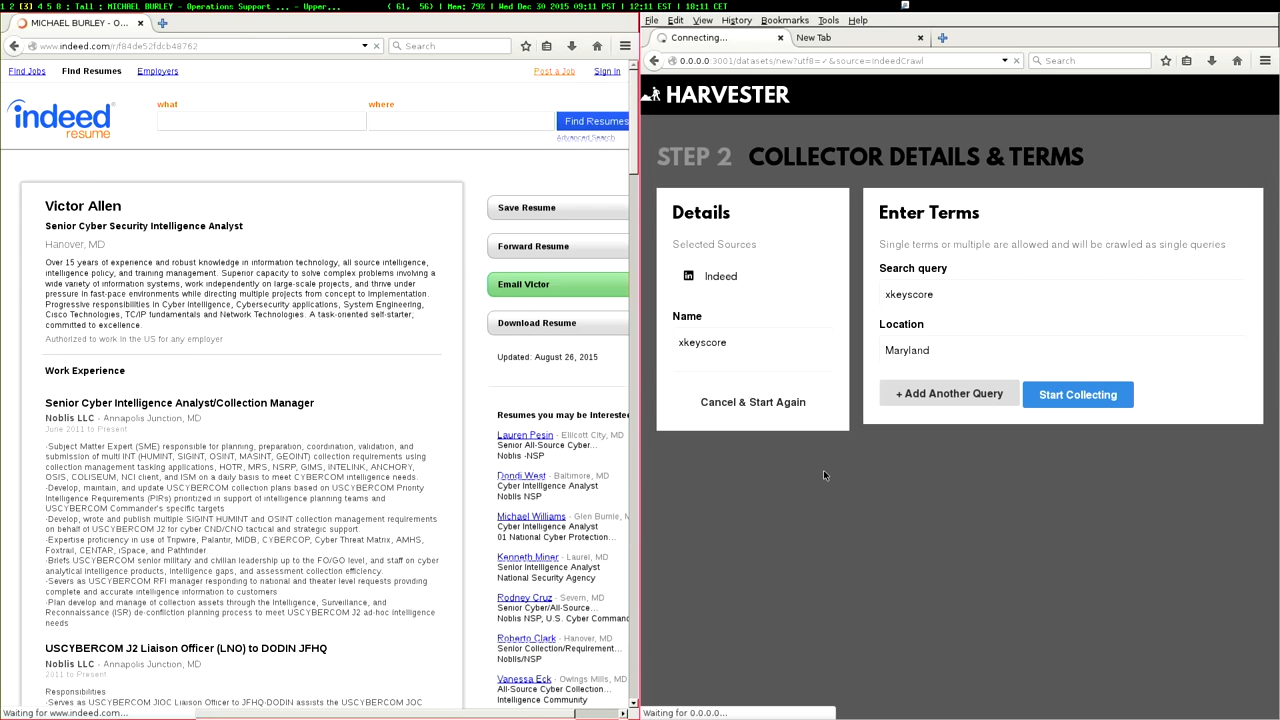 1 2 [3] 4 5 8 : Tall : MICHAEL BURLEY - Operations Support ... - Upper... ( 61, 56) | Mem: 79% | Wed Dec 30 2015 09:11 PST | 12:11 EST | 18:11 CET
MICHAEL BURLEY - O...
www.indeed.com/r/f84de52fdcb48762
Search
Find Jobs Find Resumes Employers Post a Job Sign in
indeed resume
what where
Find Resumes
Advanced Search
Victor Allen
Senior Cyber Security Intelligence Analyst
Hanover, MD
Over 15 years of experience and robust knowledge in information technology, all source intelligence,
intelligence policy, and training management. Superior capacity to solve complex problems involving a
wide variety of information systems, work independently on large-scale projects, and thrive under
pressure in fast-pace environments while directing multiple projects from concept to implementation.
Progressive responsibilities in Cyber Intelligence, Cybersecurity applications, System Engineering,
Cisco Technologies, TC/IP fundamentals and Network Technologies. A task-oriented self-starter,
committed to excellence.
Authorized to work in the US for any employer
Work Experience
Senior Cyber Intelligence Analyst/Collection Manager
Noblis LLC - Annapolis Junction, MD
June 2011 to Present
·Subject Matter Expert (SME) responsible for planning, preparation, coordination, validation, and
submission of multi INT (HUMINT, SIGINT, OSINT, MASINT, GEOINT) collection requirements using
collection management tasking applications, HOTR, MRS, NSRP, GIMS, INTELINK, ANCHORY,
OSIS, COLISEUM, NCI client, and ISM on a daily basis to meet CYBERCOM intelligence needs.
·Develop, maintain, and update USCYBERCOM collection plans based on USCYBERCOM Priority
Intelligence Requirements (PIRs) prioritized in support of intelligence planning teams and
USCYBERCOM Commander's specific targets
·Develop, wrote and publish multiple SIGINT HUMINT and OSINT collection management requirements
on behalf of USCYBERCOM J2 for cyber CND/CNO tactical and strategic support.
·Expertise proficiency in use of Tripwire, Palantir, MIDB, CYBERCOP, Cyber Threat Matrix, AMHS,
Foxtrail, CENTAR, iSpace, and Pathfinder
·Briefs USCYBERCOM senior military and civilian leadership up to the FO/GO level, and staff on cyber
analytical Intelligence products, intelligence gaps, and assessment collection efficiency.
·Severs as USCYBERCOM RFI manager responding to national and theater level requests providing
complete and accurate intelligence information to customers
·Plan develop and manage of collection assets through the Intelligence, Surveillance, and
Reconnaissance (ISR) de-confliction planning process to meet USCYBERCOM J2 ad-hoc Intelligence
needs
USCYBERCOM J2 Liaison Officer (LNO) to DODIN JFHQ
Noblis LLC - Annapolis Junction, MD
2011 to Present
Responsibilities
·Serves as USCYBERCOM JIOC Liaison Officer to JFHQ-DODIN assists the USCYBERCOM JOC
Save Resume
Forward Resume
Email Victor
Download Resume
Updated: August 26, 2015
Resumes you may be interested
Lauren Pesin - Ellicott City, MD
Senior All-Source Cyber...
Noblis -NSP
Dondi West - Baltimore, MD
Cyber Intelligence Analyst
Noblis NSP
Michael Williams - Glen Burnie, M
Cyber Intelligence Analyst
01 National Cyber Protection...
Kenneth Miner - Laurel, MD
Senior Intelligence Analyst
National Security Agency
Rodney Cruz - Severn, MD
Senior Cyber/All-Source...
Noblis NSP, U.S. Cyber Command
Roberto Clark - Hanover, MD
Senior Collection/Requirement...
Noblis/NSP
Vanessa Eck - Owings Mills, MD
All-Source Cyber Collection...
Intelligence Community
Waiting for www.indeed.com...
File Edit View History Bookmarks Tools Help
Connecting... New Tab
0.0.0.0:3001/datasets/new?utf8=✓&source=IndeedCrawl
Search
HARVESTER
STEP 2 COLLECTOR DETAILS & TERMS
Details
Selected Sources
Indeed
Name
xkeyscore
Cancel & Start Again
Enter Terms
Single terms or multiple are allowed and will be crawled as single queries
Search query
xkeyscore
Location
Maryland
+ Add Another Query Start Collecting
Waiting for 0.0.0.0...